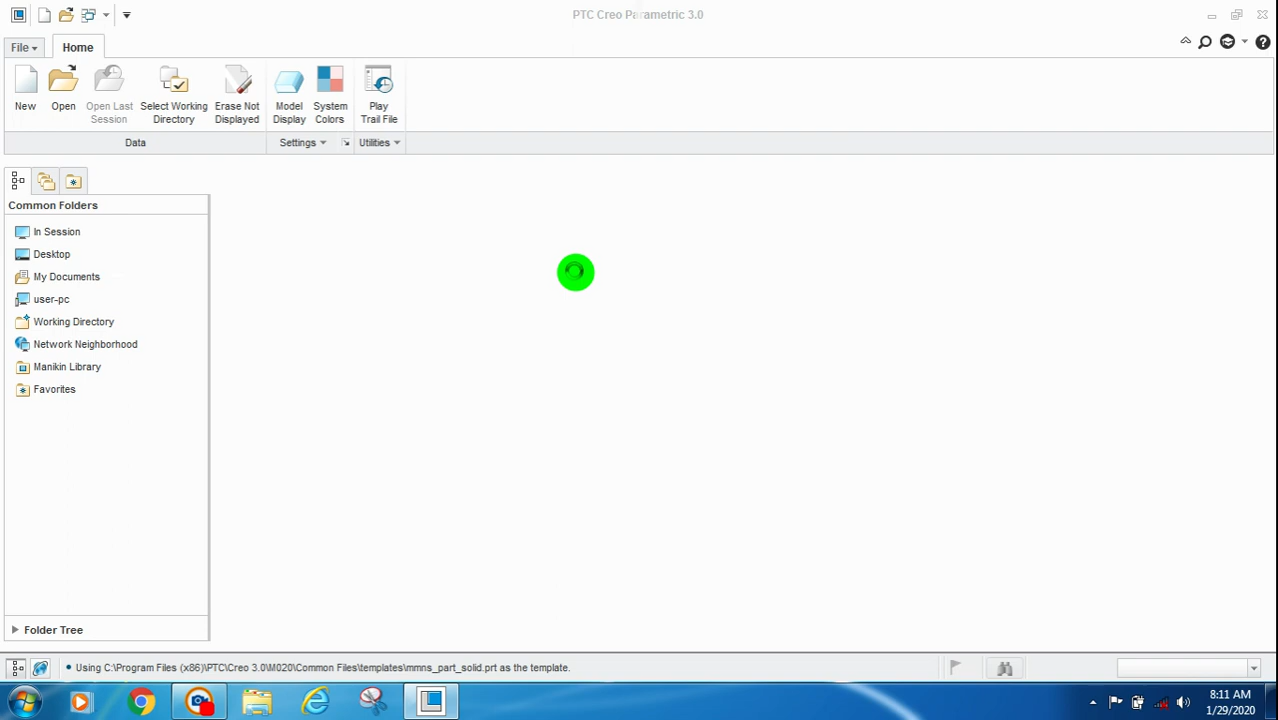 PTC Creo Parametric 3.0
File
Home
New
Open
Open Last
Session
Select Working
Directory
Erase Not
Displayed
Model
Display
System
Colors
Play
Trail File
Data
Settings
Utilities
Common Folders
In Session
Desktop
My Documents
user-pc
Working Directory
Network Neighborhood
Manikin Library
Favorites
Folder Tree
• Using C:\Program Files (x86)\PTC\Creo 3.0\M020\Common Files\templates\mmns_part_solid.prt as the template.
8:11 AM
1/29/2020